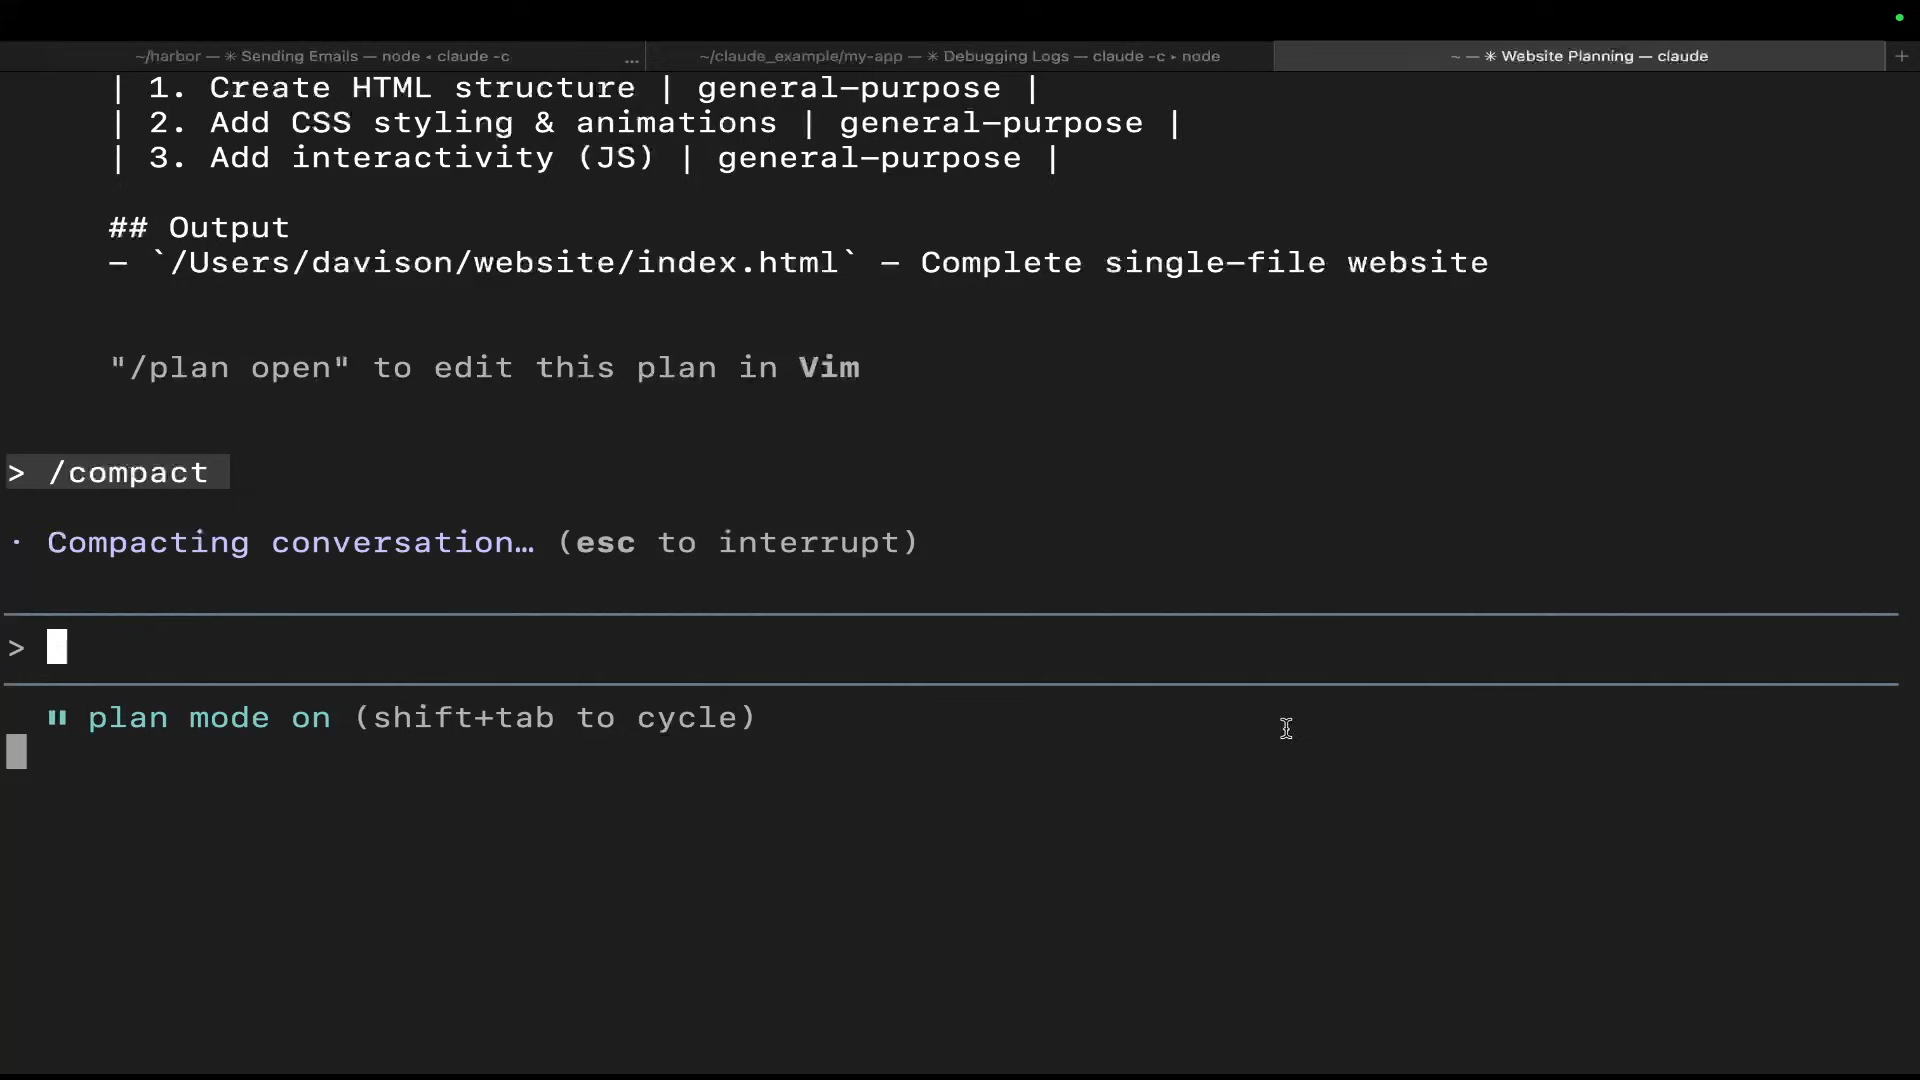 ~/harbor — ✳ Sending Emails — node ◂ claude -c ... ~/claude_example/my-app — ✳ Debugging Logs — claude -c ▸ node ~ — ✳ Website Planning — claude +
| 1. Create HTML structure | general-purpose |
| 2. Add CSS styling & animations | general-purpose |
| 3. Add interactivity (JS) | general-purpose |
## Output
- `/Users/davison/website/index.html` - Complete single-file website
"/plan open" to edit this plan in Vim
> /compact
· Compacting conversation… (esc to interrupt)
>
⏸ plan mode on (shift+tab to cycle)